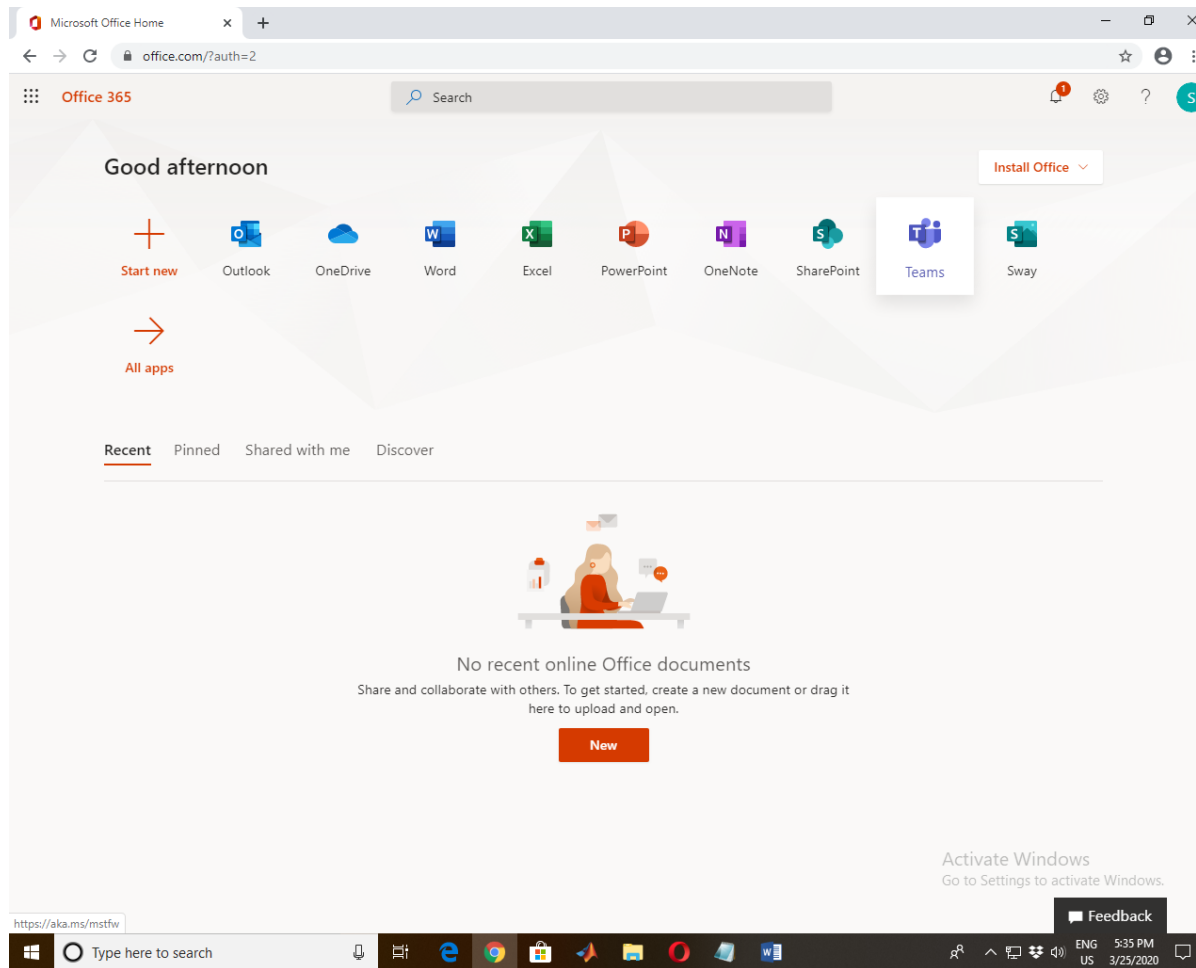 Microsoft Office Home
office.com/?auth=2
Office 365
Search
1
?
S
Good afternoon
Install Office
Start new
Outlook
OneDrive
Word
Excel
PowerPoint
OneNote
SharePoint
Teams
Sway
All apps
Recent Pinned Shared with me Discover
No recent online Office documents
Share and collaborate with others. To get started, create a new document or drag it
here to upload and open.
New
Activate Windows
Go to Settings to activate Windows.
Feedback
https://aka.ms/mstfw
Type here to search
ENG
US
5:35 PM
3/25/2020